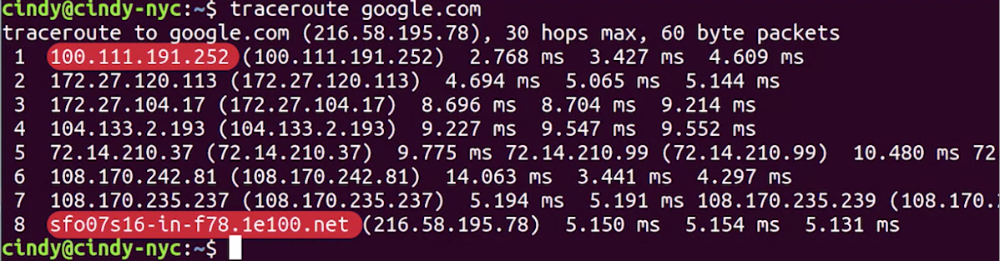 cindy@cindy-nyc:~$ traceroute google.com
traceroute to google.com (216.58.195.78), 30 hops max, 60 byte packets
1 100.111.191.252 (100.111.191.252) 2.768 ms 3.427 ms 4.609 ms
2 172.27.120.113 (172.27.120.113) 4.694 ms 5.065 ms 5.144 ms
3 172.27.104.17 (172.27.104.17) 8.696 ms 8.704 ms 9.214 ms
4 104.133.2.193 (104.133.2.193) 9.227 ms 9.547 ms 9.552 ms
5 72.14.210.37 (72.14.210.37) 9.775 ms 72.14.210.99 (72.14.210.99) 10.480 ms 72
6 108.170.242.81 (108.170.242.81) 14.063 ms 3.441 ms 4.297 ms
7 108.170.235.237 (108.170.235.237) 5.194 ms 5.191 ms 108.170.235.239 (108.170.
8 sfo07s16-in-f78.1e100.net (216.58.195.78) 5.150 ms 5.154 ms 5.131 ms
cindy@cindy-nyc:~$